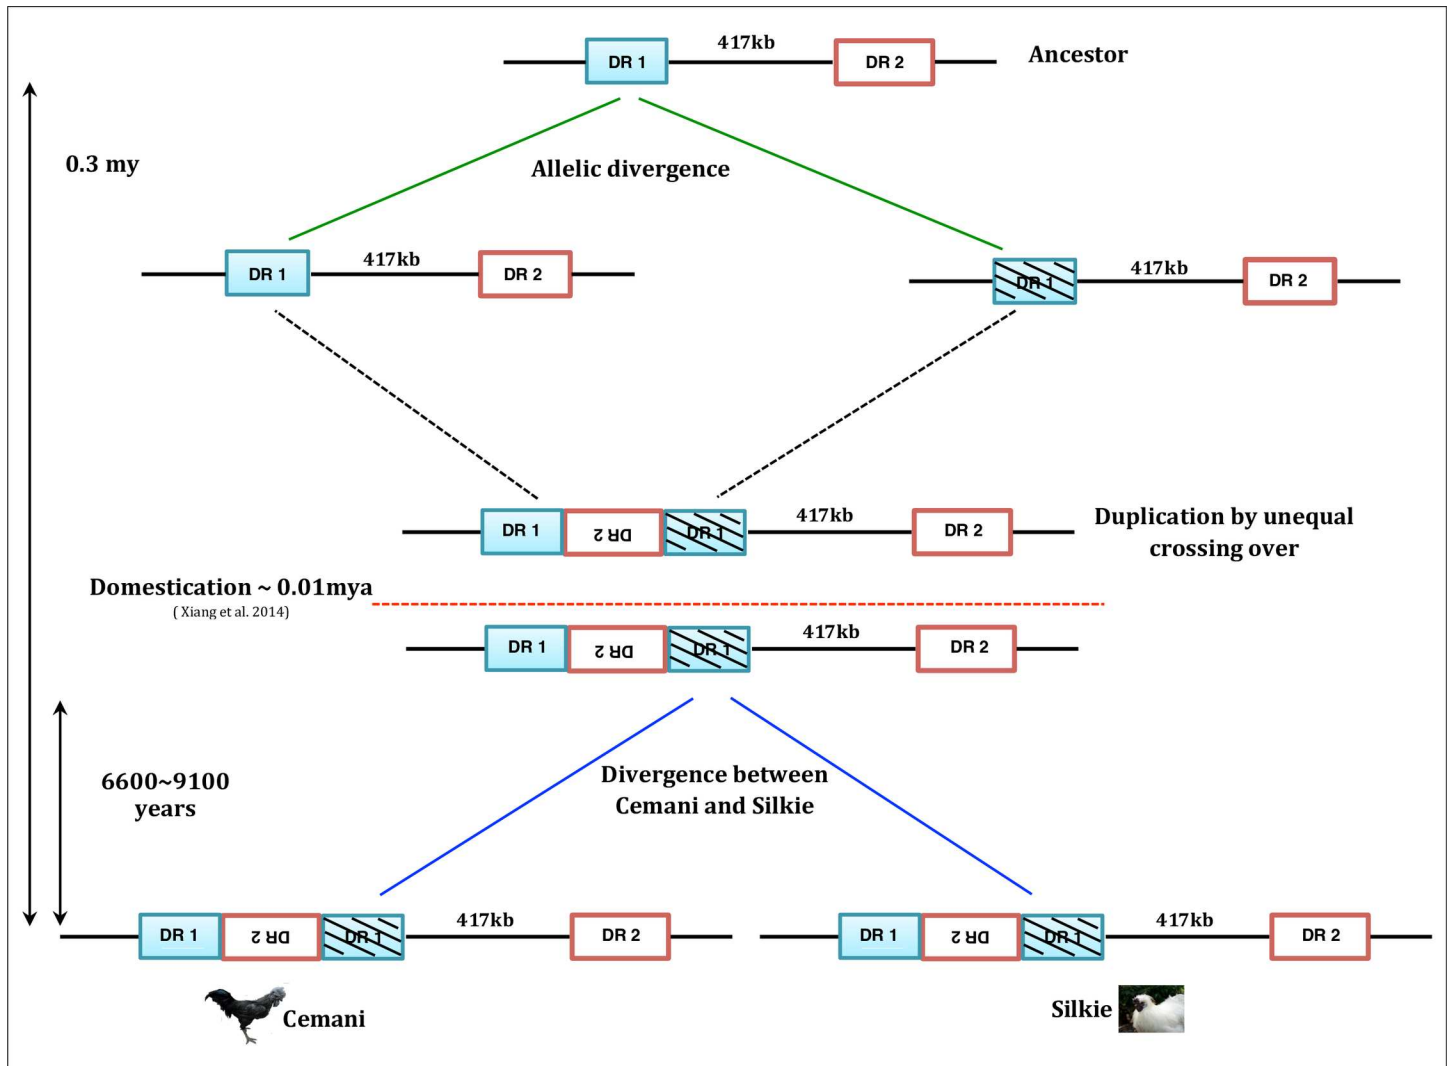 417kb
DR 1
DR 2
Ancestor
0.3 my
Allelic divergence
DR 1
417kb
DR 2
DR 1
417kb
DR 2
DR 1
DR 2
DR 1
417kb
DR 2
Duplication by unequal
crossing over
Domestication ~ 0.01mya
( Xiang et al. 2014)
DR 1
DR 2
DR 1
417kb
DR 2
6600~9100
years
Divergence between
Cemani and Silkie
DR 1
DR 2
DR 1
417kb
DR 2
DR 1
DR 2
DR 1
417kb
DR 2
Cemani
Silkie